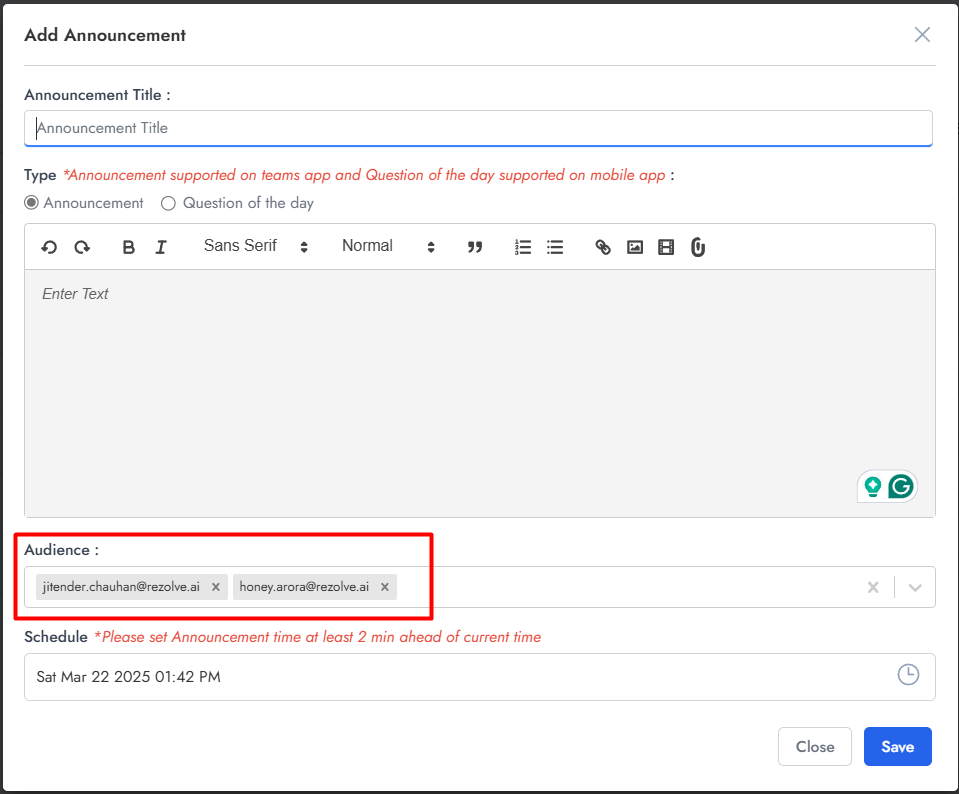 Add Announcement
Announcement Title :
Announcement Title
Type *Announcement supported on teams app and Question of the day supported on mobile app :
Announcement Question of the day
Sans Serif Normal
Enter Text
Audience :
jitender.chauhan@rezolve.ai × honey.arora@rezolve.ai ×
Schedule *Please set Announcement time at least 2 min ahead of current time
Sat Mar 22 2025 01:42 PM
Close Save